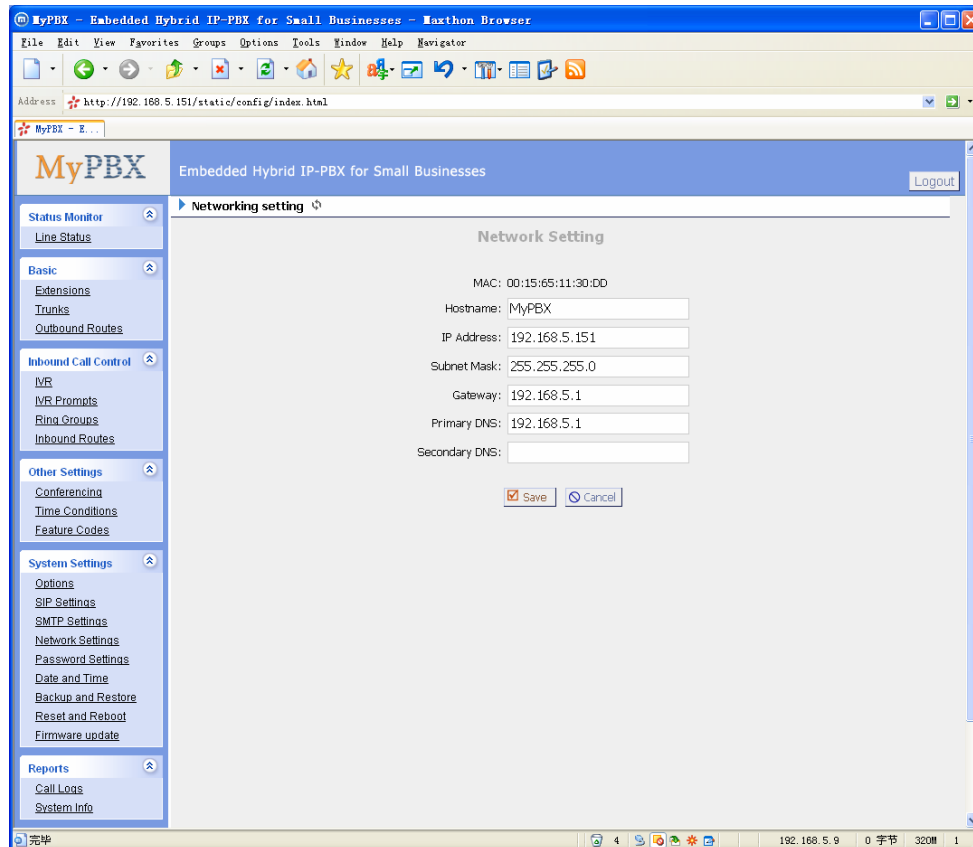 MyPBX - Embedded Hybrid IP-PBX for Small Businesses - Maxthon Browser
File Edit View Favorites Groups Options Tools Window Help Navigator
Address http://192.168.5.151/static/config/index.html
MyPBX - E...
MyPBX
Embedded Hybrid IP-PBX for Small Businesses
Logout
Networking setting
Status Monitor
Line Status
Basic
Extensions
Trunks
Outbound Routes
Inbound Call Control
IVR
IVR Prompts
Ring Groups
Inbound Routes
Other Settings
Conferencing
Time Conditions
Feature Codes
System Settings
Options
SIP Settings
SMTP Settings
Network Settings
Password Settings
Date and Time
Backup and Restore
Reset and Reboot
Firmware update
Reports
Call Logs
System Info
Network Setting
MAC: 00:15:65:11:30:DD
Hostname: MyPBX
IP Address: 192.168.5.151
Subnet Mask: 255.255.255.0
Gateway: 192.168.5.1
Primary DNS: 192.168.5.1
Secondary DNS:
Save Cancel
完毕 4 192.168.5.9 0 字节 320M 1